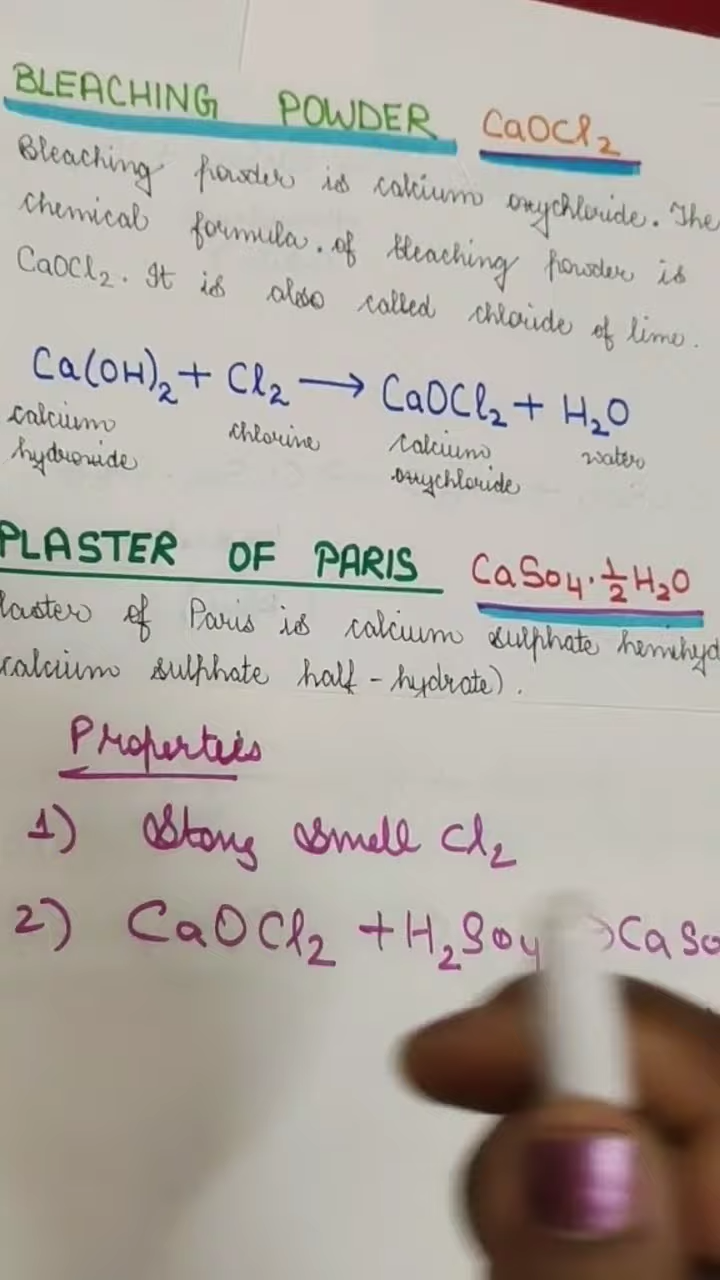 BLEACHING POWDER CaOCl₂
Bleaching powder is calcium oxychloride. The
chemical formula. of bleaching powder is
CaOCl₂. It is also called chloride of lime.
Ca(OH)₂ + Cl₂ → CaOCl₂ + H₂O
calcium hydroxide chlorine calcium oxychloride water
PLASTER OF PARIS CaSo₄·½H₂O
laster of Paris is calcium sulphate hemihyd
calcium sulphate half-hydrate).
Properties
1) Stong smell Cl₂
2) CaOCl₂ + H₂So₄ → CaSo